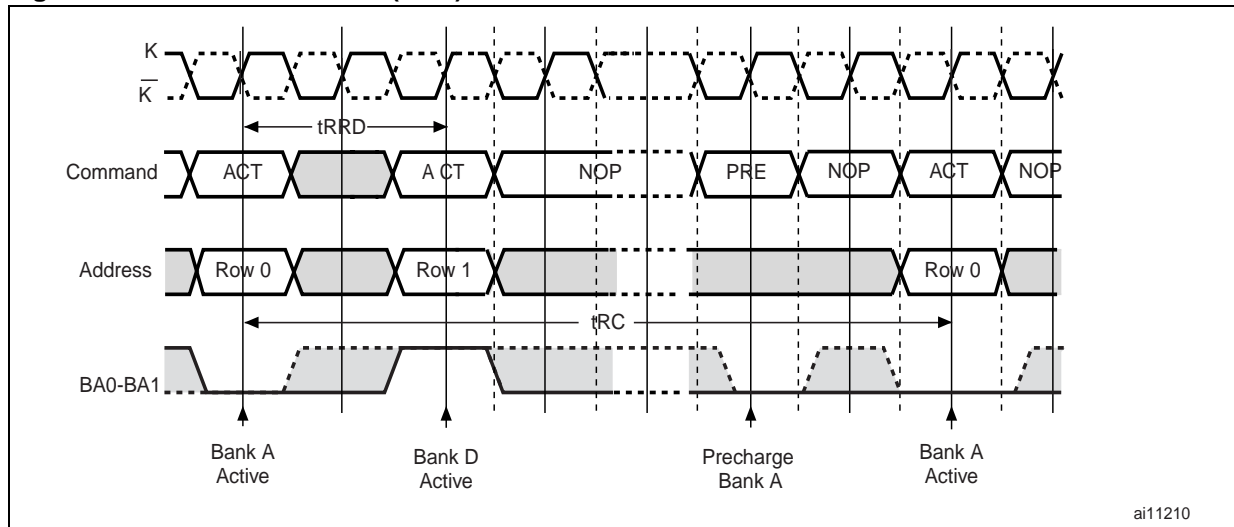 K
K
tRRD
Command ACT A CT NOP PRE NOP ACT NOP
Address Row 0 Row 1 Row 0
tRC
BA0-BA1
Bank A Active
Bank D Active
Precharge Bank A
Bank A Active
ai11210